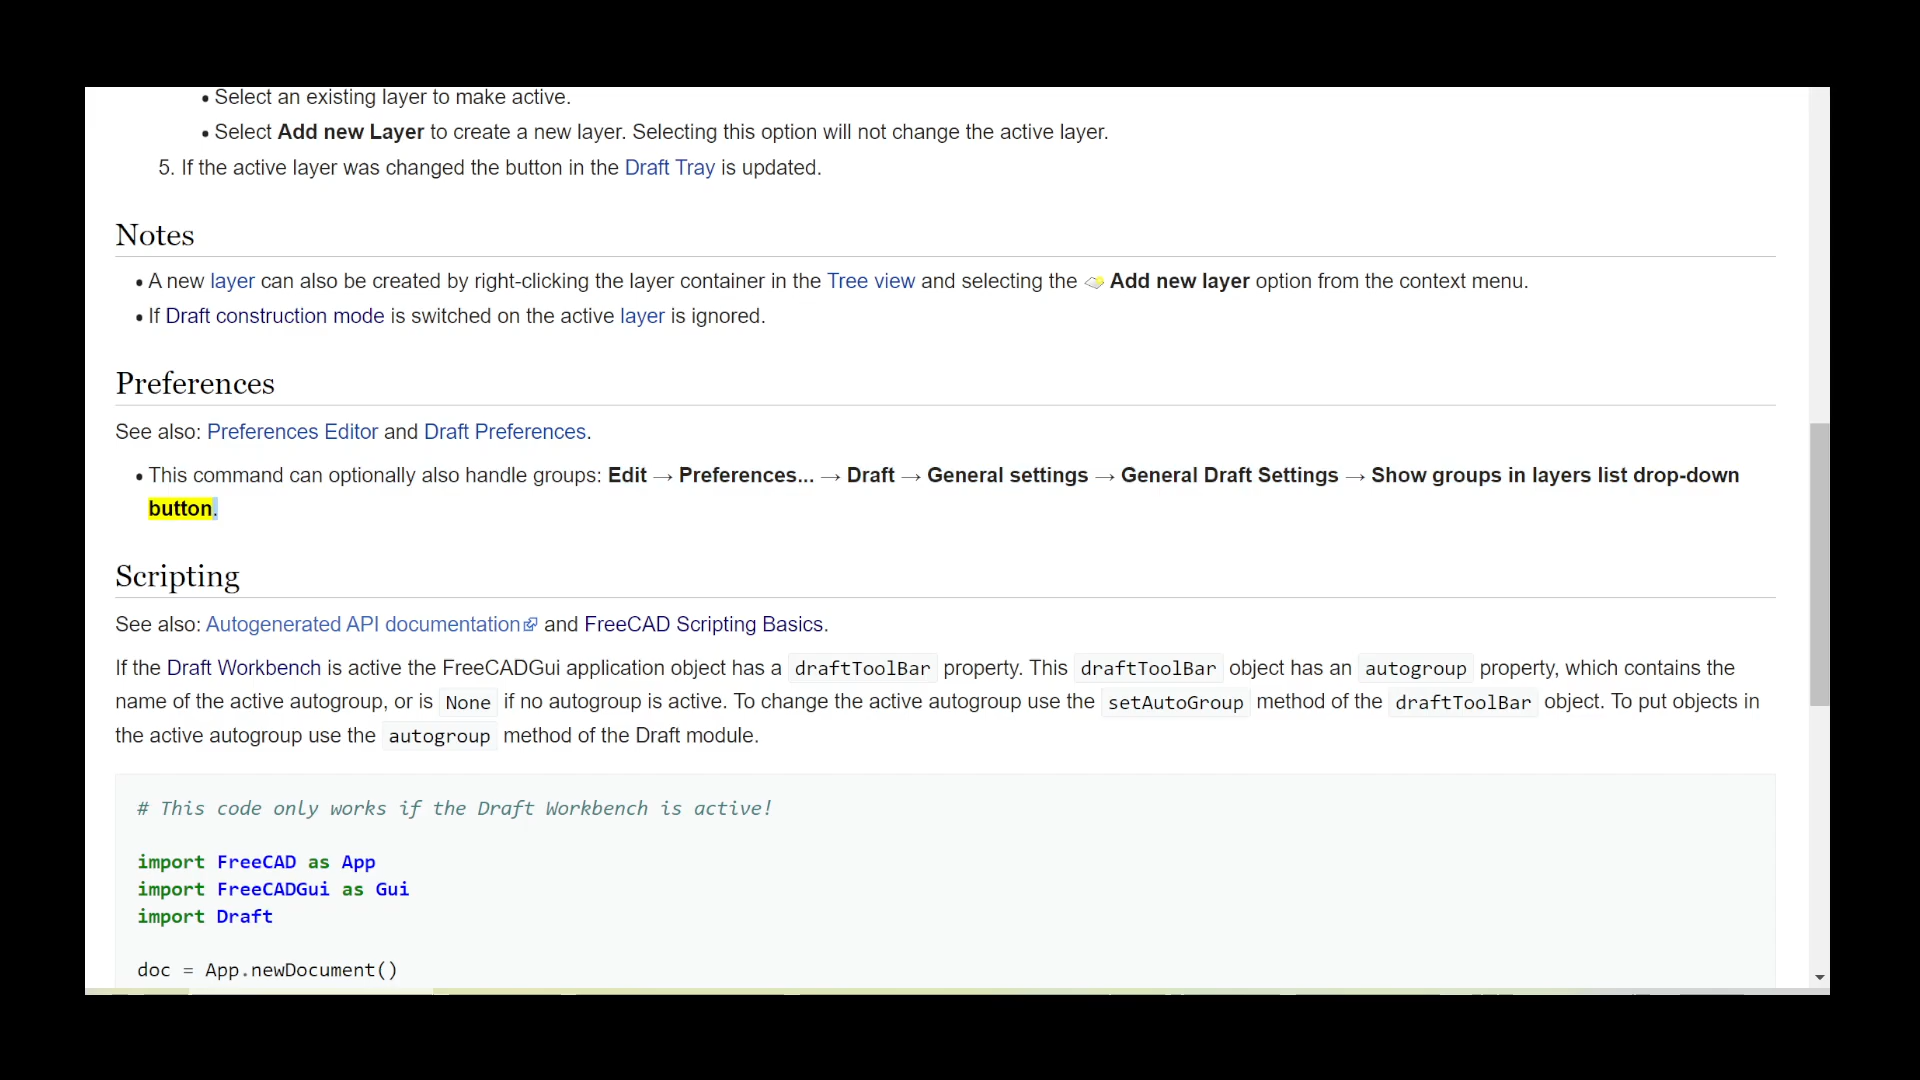 • Select an existing layer to make active.
• Select Add new Layer to create a new layer. Selecting this option will not change the active layer.
5. If the active layer was changed the button in the Draft Tray is updated.
Notes
• A new layer can also be created by right-clicking the layer container in the Tree view and selecting the Add new layer option from the context menu.
• If Draft construction mode is switched on the active layer is ignored.
Preferences
See also: Preferences Editor and Draft Preferences.
• This command can optionally also handle groups: Edit → Preferences... → Draft → General settings → General Draft Settings → Show groups in layers list drop-down
button.
Scripting
See also: Autogenerated API documentation and FreeCAD Scripting Basics.
If the Draft Workbench is active the FreeCADGui application object has a draftToolBar property. This draftToolBar object has an autogroup property, which contains the
name of the active autogroup, or is None if no autogroup is active. To change the active autogroup use the setAutoGroup method of the draftToolBar object. To put objects in
the active autogroup use the autogroup method of the Draft module.
# This code only works if the Draft Workbench is active!
import FreeCAD as App
import FreeCADGui as Gui
import Draft
doc = App.newDocument()